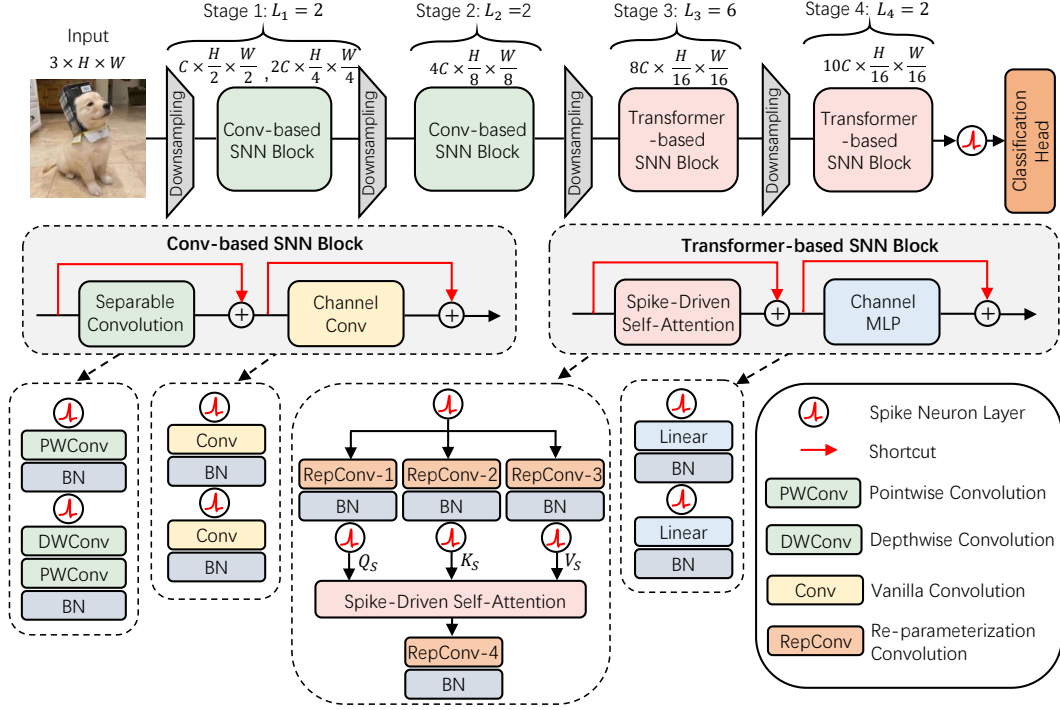 Stage 1: L₁ = 2
Stage 2: L₂ =2
Stage 3: L₃ = 6
Stage 4: L₄ = 2
Input
3 × H × W
C × H/2 × W/2 , 2C × H/4 × W/4
4C × H/8 × W/8
8C × H/16 × W/16
10C × H/16 × W/16
Downsampling
Conv-based
SNN Block
Downsampling
Conv-based
SNN Block
Downsampling
Transformer
-based SNN
Block
Downsampling
Transformer
-based SNN
Block
Classification
Head
Conv-based SNN Block
Separable
Convolution
+
Channel
Conv
+
Transformer-based SNN Block
Spike-Driven
Self-Attention
+
Channel
MLP
+
PWConv
BN
DWConv
PWConv
BN
Conv
BN
Conv
BN
RepConv-1
RepConv-2
RepConv-3
BN
BN
BN
Q_S
K_S
V_S
Spike-Driven Self-Attention
RepConv-4
BN
Linear
BN
Linear
BN
Spike Neuron Layer
Shortcut
PWConv
Pointwise Convolution
DWConv
Depthwise Convolution
Conv
Vanilla Convolution
RepConv
Re-parameterization
Convolution